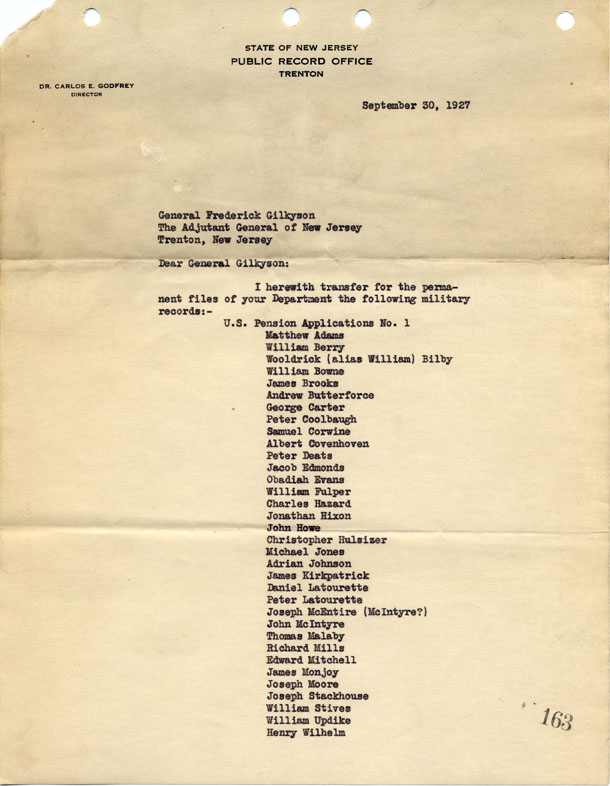 STATE OF NEW JERSEY
PUBLIC RECORD OFFICE
TRENTON
DR. CARLOS E. GODFREY
DIRECTOR
September 30, 1927
General Frederick Gilkyson
The Adjutant General of New Jersey
Trenton, New Jersey
Dear General Gilkyson:
I herewith transfer for the perma-
nent files of your Department the following military
records:-
U.S. Pension Applications No. 1
Matthew Adams
William Berry
Wooldrick (alias William) Bilby
William Bowne
James Brooks
Andrew Butterforce
George Carter
Peter Coolbaugh
Samuel Corwine
Albert Covenhoven
Peter Deats
Jacob Edmonds
Obadiah Evans
William Fulper
Charles Hazard
Jonathan Hixon
John Howe
Christopher Hulsizer
Michael Jones
Adrian Johnson
James Kirkpatrick
Daniel Latourette
Peter Latourette
Joseph McEntire (McIntyre?)
John McIntyre
Thomas Malaby
Richard Mills
Edward Mitchell
James Monjoy
Joseph Moore
Joseph Stackhouse
William Stives
William Updike
Henry Wilhelm
163